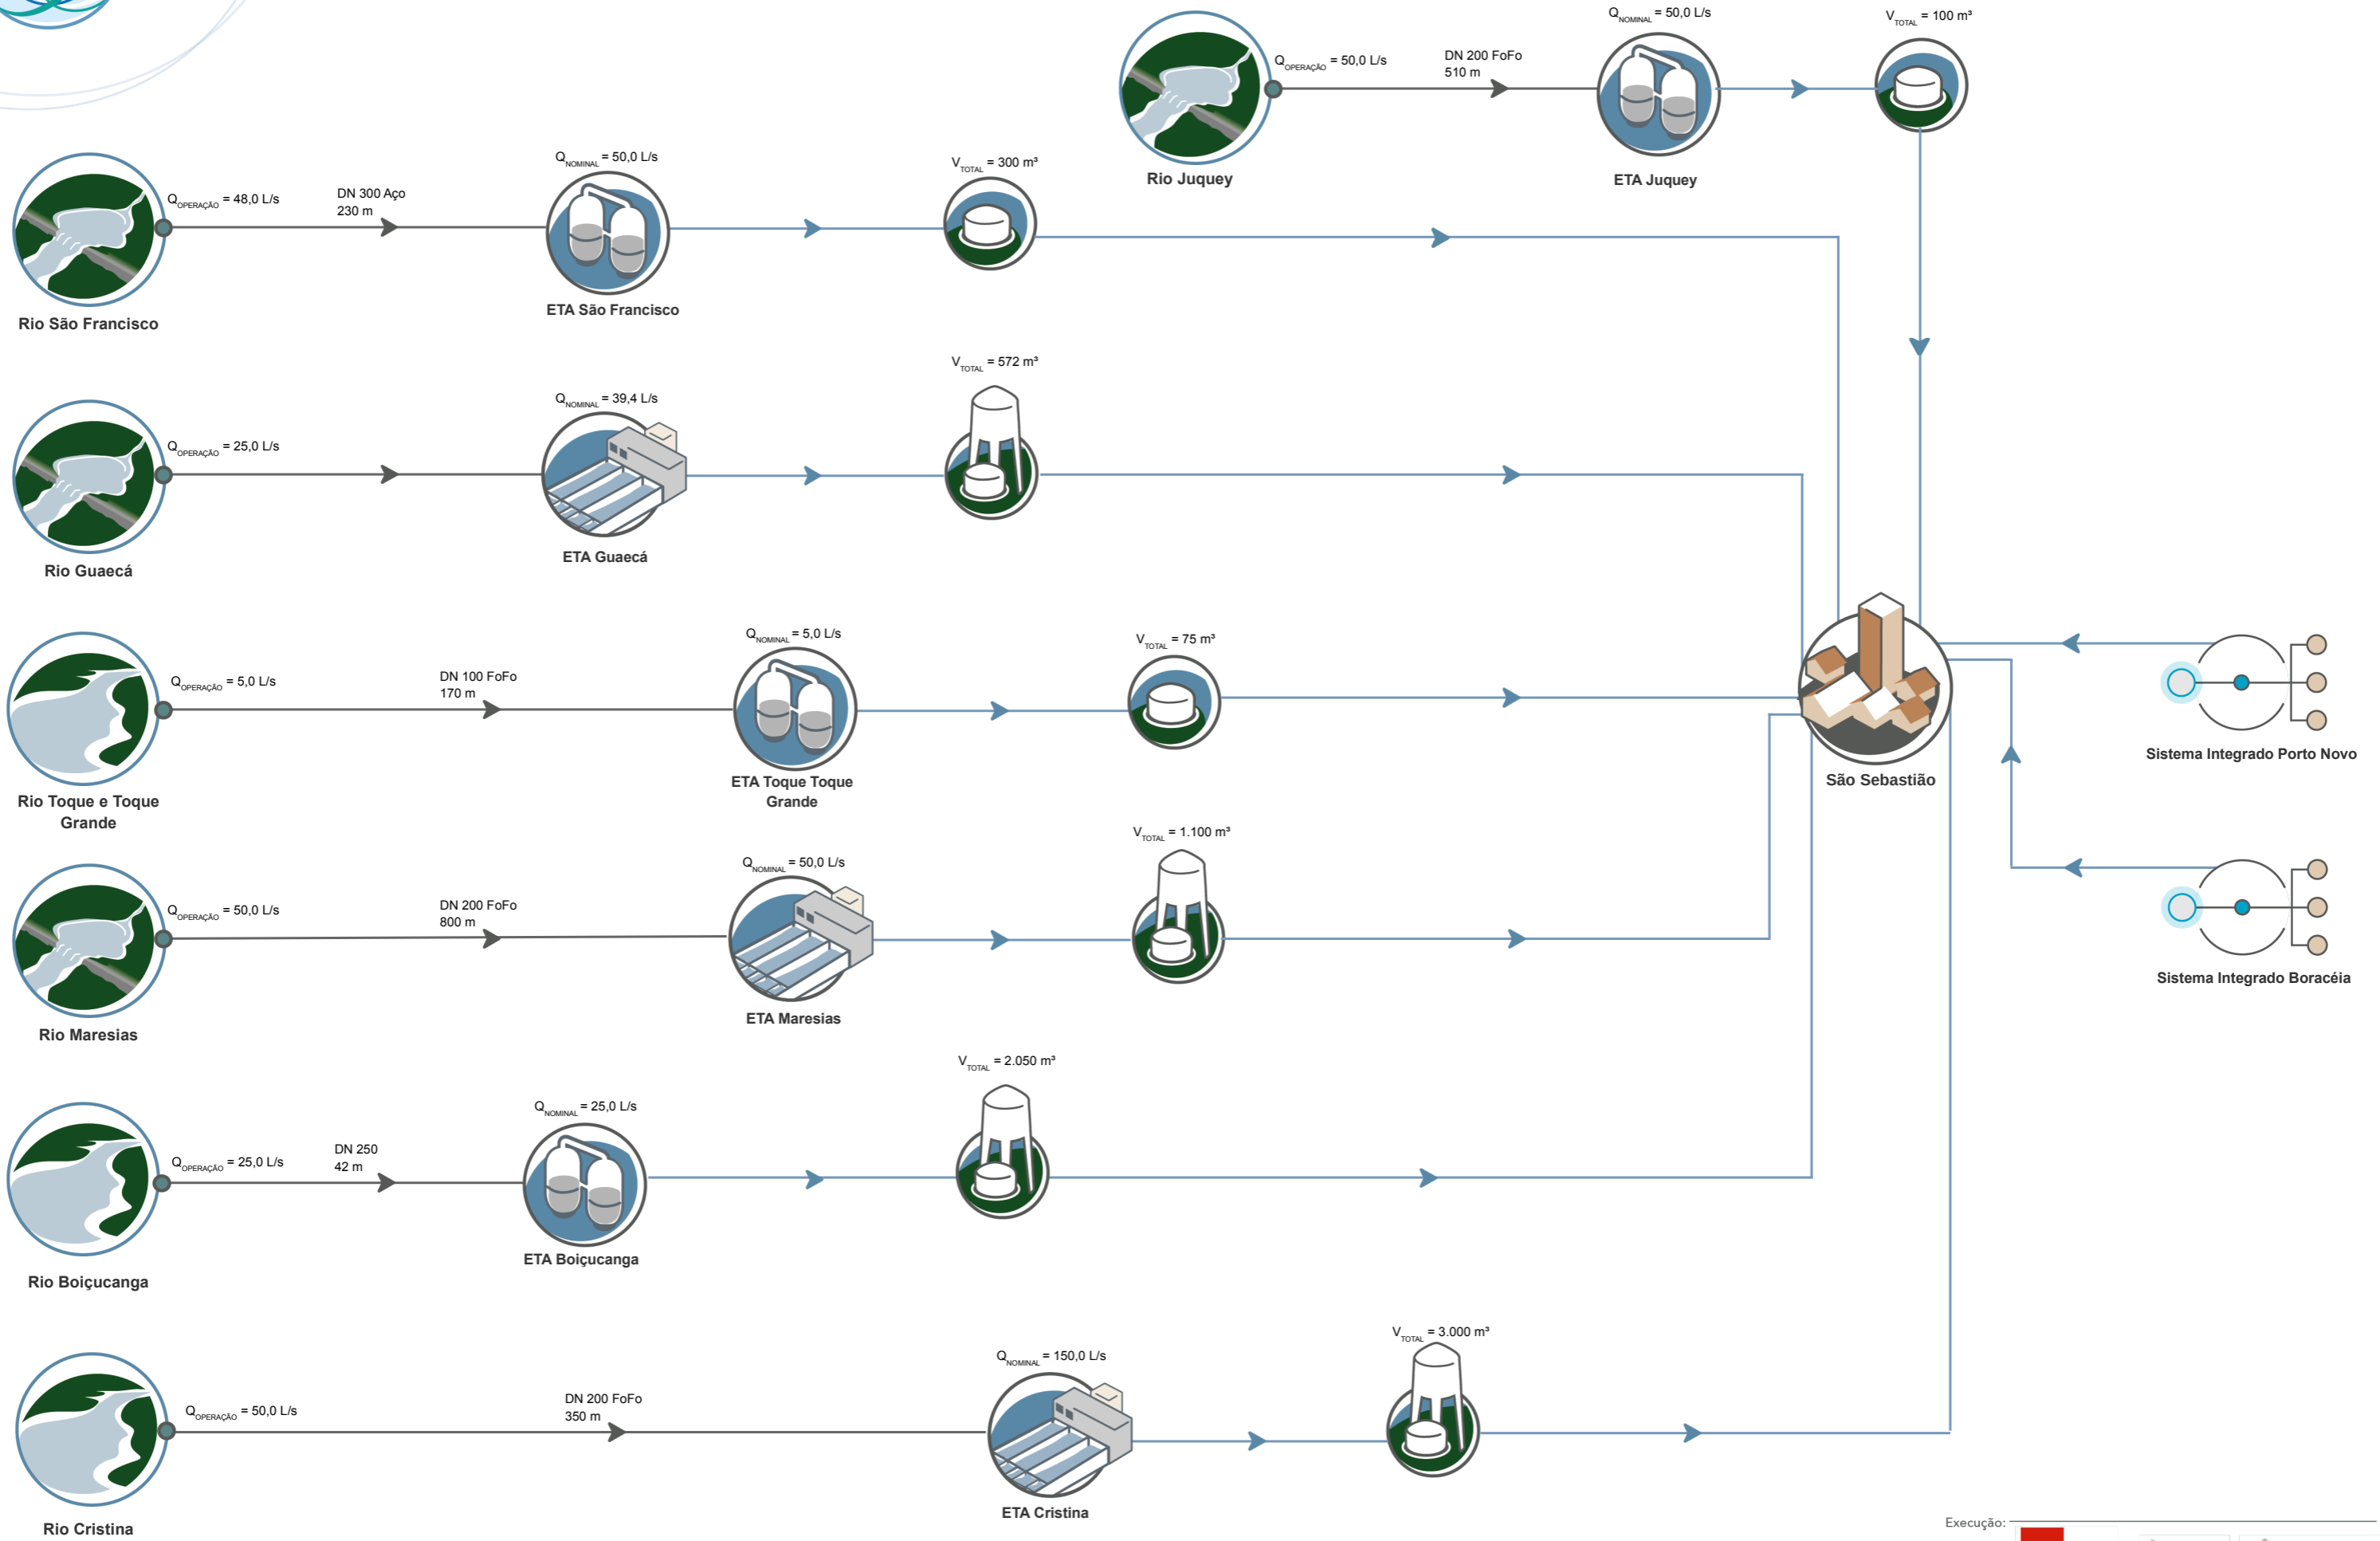 Q OPERAÇÃO = 50,0 L/s
DN 200 FoFo
510 m
Q NOMINAL = 50,0 L/s
V TOTAL = 100 m³
Rio Juquey
ETA Juquey
Q OPERAÇÃO = 48,0 L/s
DN 300 Aço
230 m
Q NOMINAL = 50,0 L/s
V TOTAL = 300 m³
Rio São Francisco
ETA São Francisco
Q OPERAÇÃO = 25,0 L/s
Q NOMINAL = 39,4 L/s
V TOTAL = 572 m³
Rio Guaecá
ETA Guaecá
Q OPERAÇÃO = 5,0 L/s
DN 100 FoFo
170 m
Q NOMINAL = 5,0 L/s
V TOTAL = 75 m³
Rio Toque e Toque
Grande
ETA Toque Toque
Grande
São Sebastião
Sistema Integrado Porto Novo
Q OPERAÇÃO = 50,0 L/s
DN 200 FoFo
800 m
Q NOMINAL = 50,0 L/s
V TOTAL = 1.100 m³
Rio Maresias
ETA Maresias
Sistema Integrado Boracéia
Q OPERAÇÃO = 25,0 L/s
DN 250
42 m
Q NOMINAL = 25,0 L/s
V TOTAL = 2.050 m³
Rio Boiçucanga
ETA Boiçucanga
Q OPERAÇÃO = 50,0 L/s
DN 200 FoFo
350 m
Q NOMINAL = 150,0 L/s
V TOTAL = 3.000 m³
Rio Cristina
ETA Cristina
Execução: